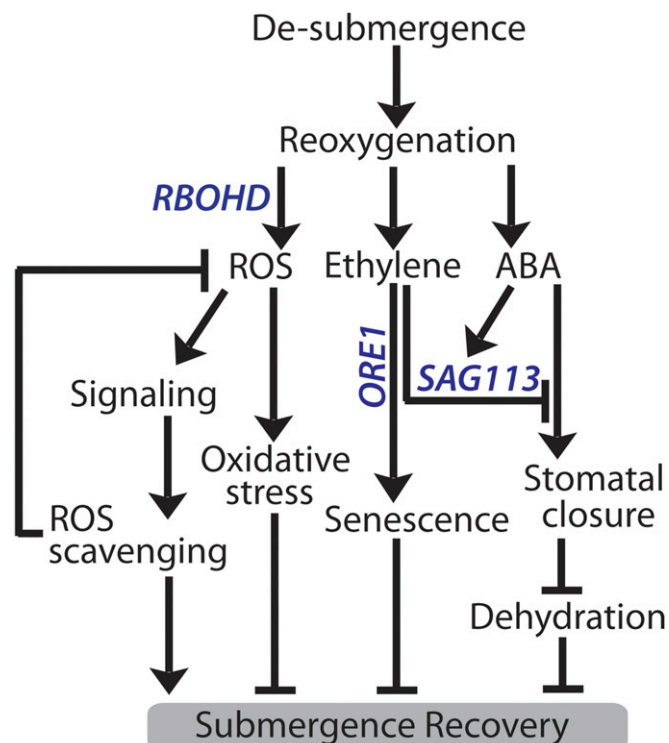 De-submergence
Reoxygenation
RBOHD
ROS
Ethylene
ABA
ORE1
SAG113
Signaling
Oxidative
stress
Stomatal
closure
ROS
scavenging
Senescence
Dehydration
Submergence Recovery